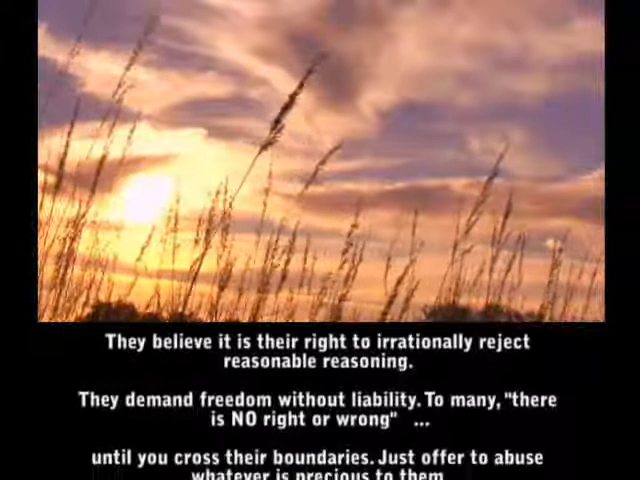 They believe it is their right to irrationally reject
reasonable reasoning.
They demand freedom without liability. To many, "there
is NO right or wrong" ...
until you cross their boundaries. Just offer to abuse
whatever is precious to them